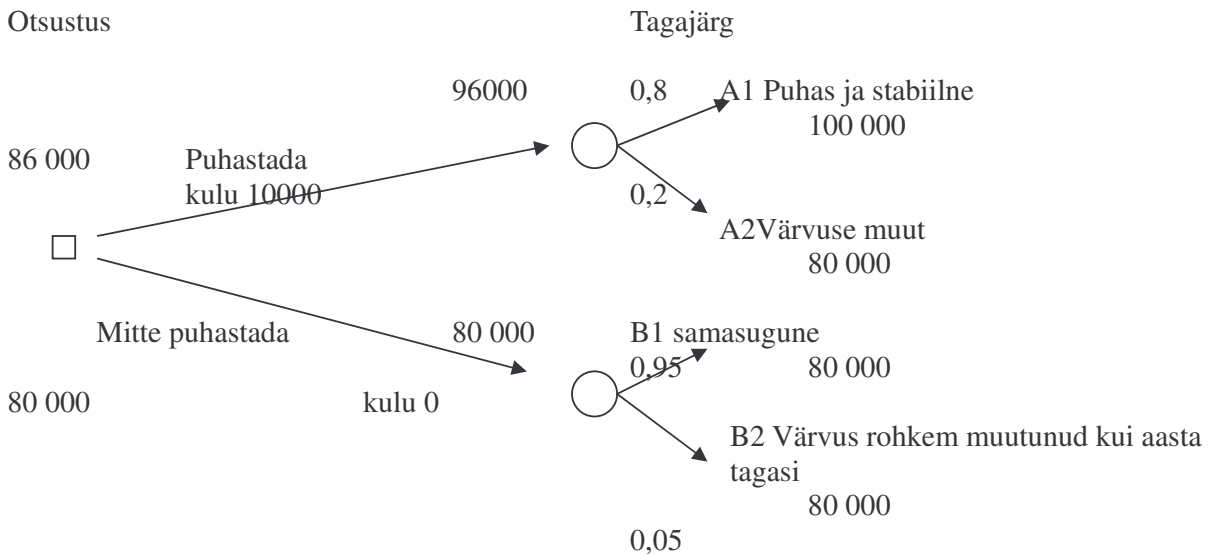 Otsustus Tagajärg
96000 0,8 A1 Puhas ja stabiilne
100 000
86 000 Puhastada
kulu 10000 0,2
A2Värvuse muut
80 000
Mitte puhastada 80 000 B1 samasugune
0,95 80 000
80 000 kulu 0
B2 Värvus rohkem muutunud kui aasta
tagasi
80 000
0,05